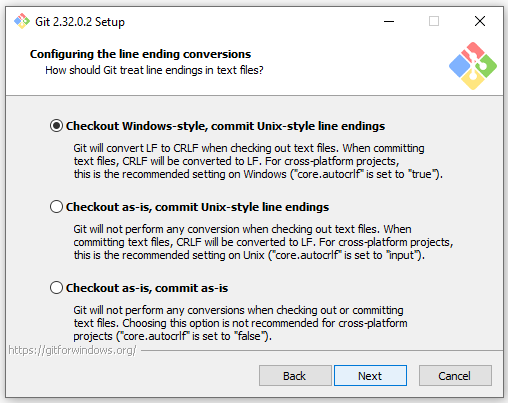 Git 2.32.0.2 Setup
Configuring the line ending conversions
How should Git treat line endings in text files?
Checkout Windows-style, commit Unix-style line endings
Git will convert LF to CRLF when checking out text files. When committing
text files, CRLF will be converted to LF. For cross-platform projects,
this is the recommended setting on Windows ("core.autocrlf" is set to "true").
Checkout as-is, commit Unix-style line endings
Git will not perform any conversion when checking out text files. When
committing text files, CRLF will be converted to LF. For cross-platform projects,
this is the recommended setting on Unix ("core.autocrlf" is set to "input").
Checkout as-is, commit as-is
Git will not perform any conversions when checking out or committing
text files. Choosing this option is not recommended for cross-platform
projects ("core.autocrlf" is set to "false").
https://gitforwindows.org/
Back Next Cancel